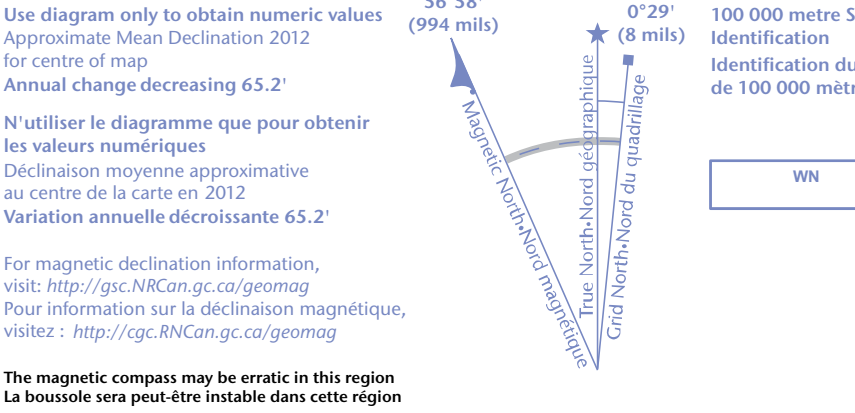 Use diagram only to obtain numeric values
Approximate Mean Declination 2012
for centre of map
Annual change decreasing 65.2'
N'utiliser le diagramme que pour obtenir
les valeurs numériques
Déclinaison moyenne approximative
au centre de la carte en 2012
Variation annuelle décroissante 65.2'
For magnetic declination information,
visit: http://gsc.NRCan.gc.ca/geomag
Pour information sur la déclinaison magnétique,
visitez : http://cgc.RNCan.gc.ca/geomag
The magnetic compass may be erratic in this region
La boussole sera peut-être instable dans cette région
(994 mils)
0°29'
(8 mils)
Magnetic North•Nord magnétique
True North•Nord géographique
Grid North•Nord du quadrillage
100 000 metre S
Identification
Identification du
de 100 000 mètr
WN